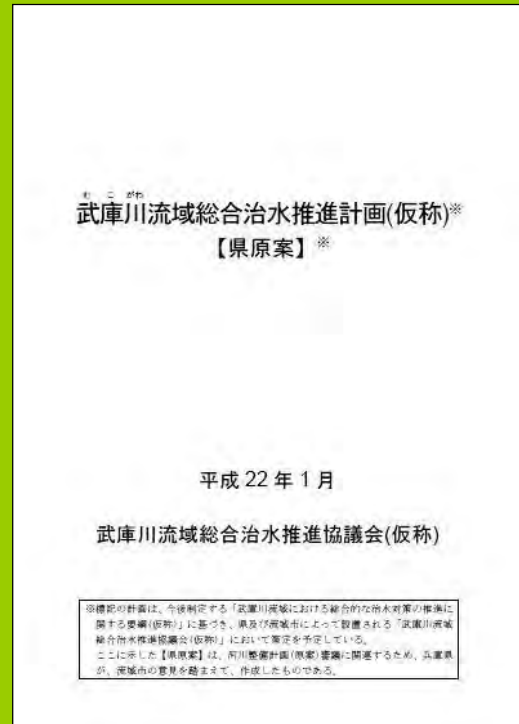 む こ がわ
武庫川流域総合治水推進計画(仮称)※
【県原案】※
平成 22 年 1 月
武庫川流域総合治水推進協議会(仮称)
※標記の計画は、今後制定する「武庫川流域における総合的な治水対策の推進に
関する要綱(仮称)」に基づき、県及び流域市によって設置される「武庫川流域
総合治水推進協議会(仮称)」において策定を予定している。
ここに示した【県原案】は、河川整備計画(原案)審議に関連するため、兵庫県
が、流域市の意見を踏まえて、作成したものである。